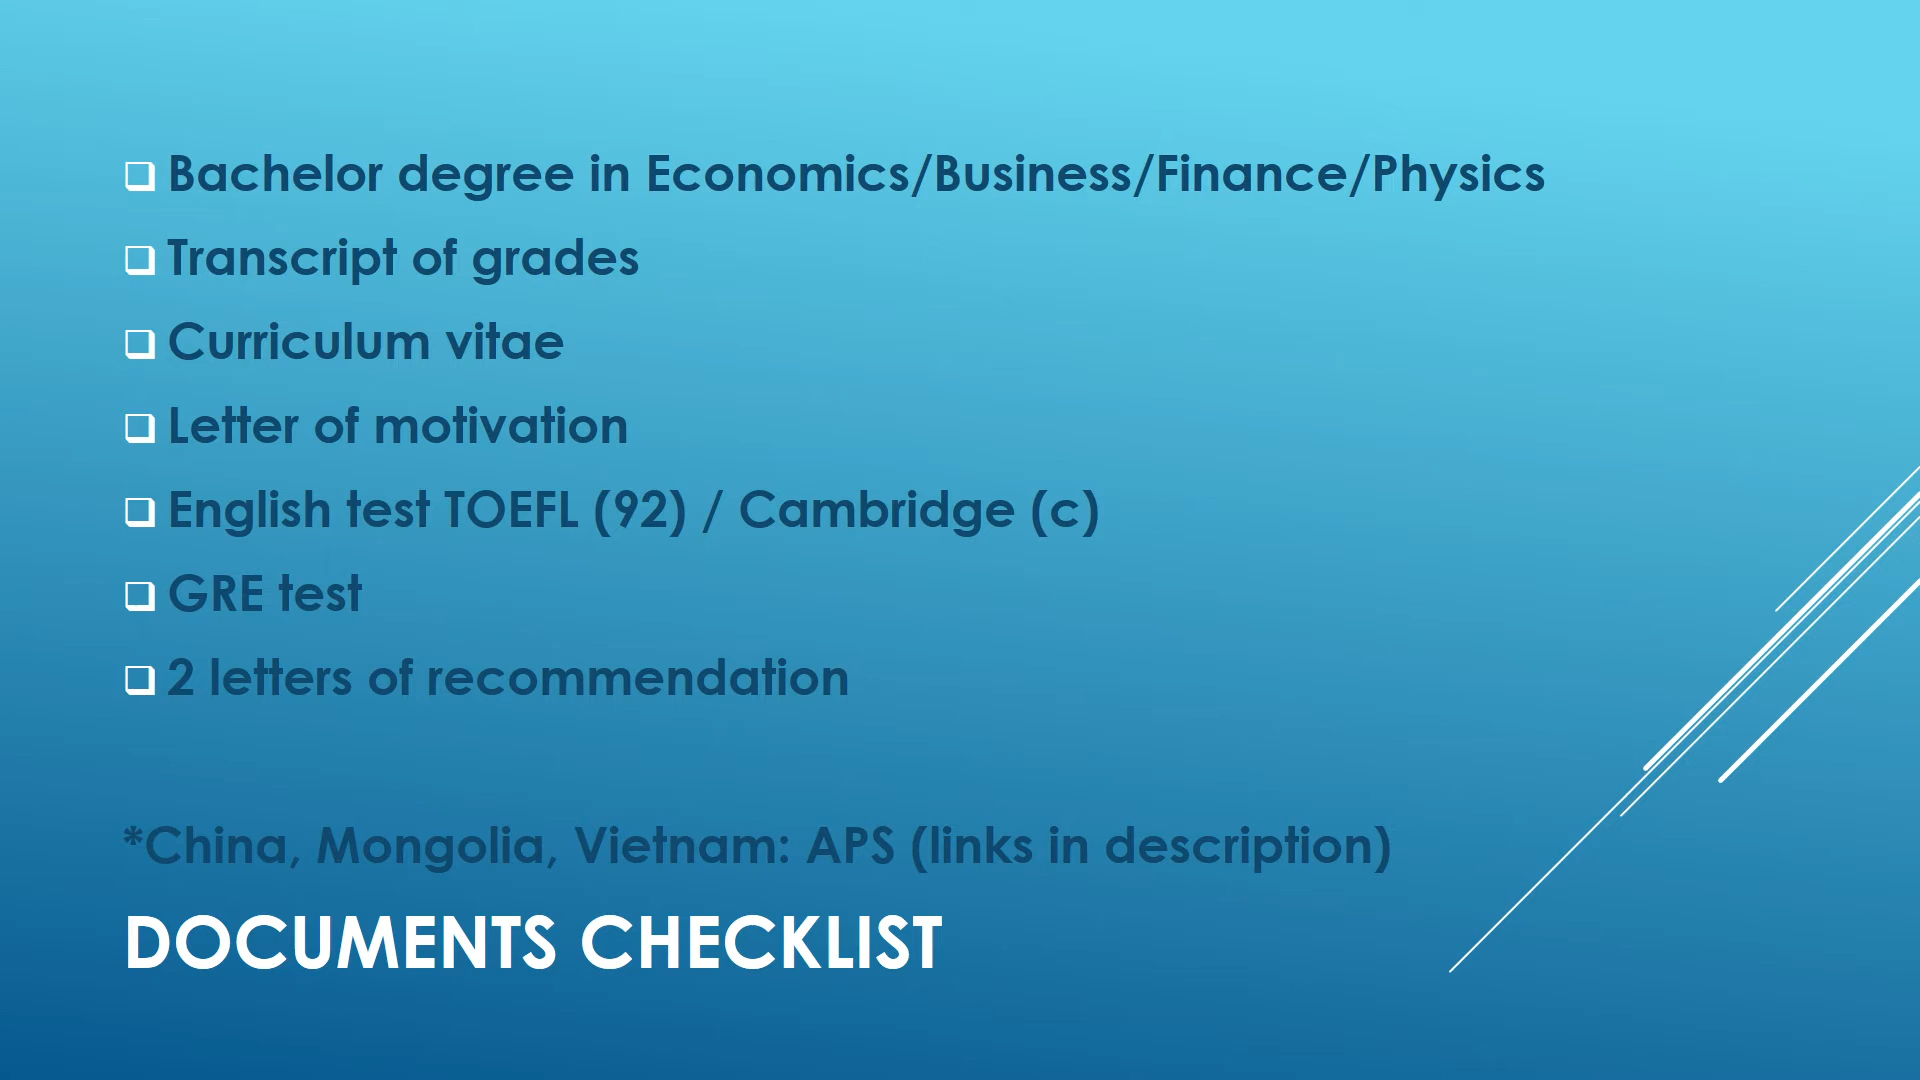 Bachelor degree in Economics/Business/Finance/Physics
Transcript of grades
Curriculum vitae
Letter of motivation
English test TOEFL (92) / Cambridge (c)
GRE test
2 letters of recommendation
*China, Mongolia, Vietnam: APS (links in description)
DOCUMENTS CHECKLIST